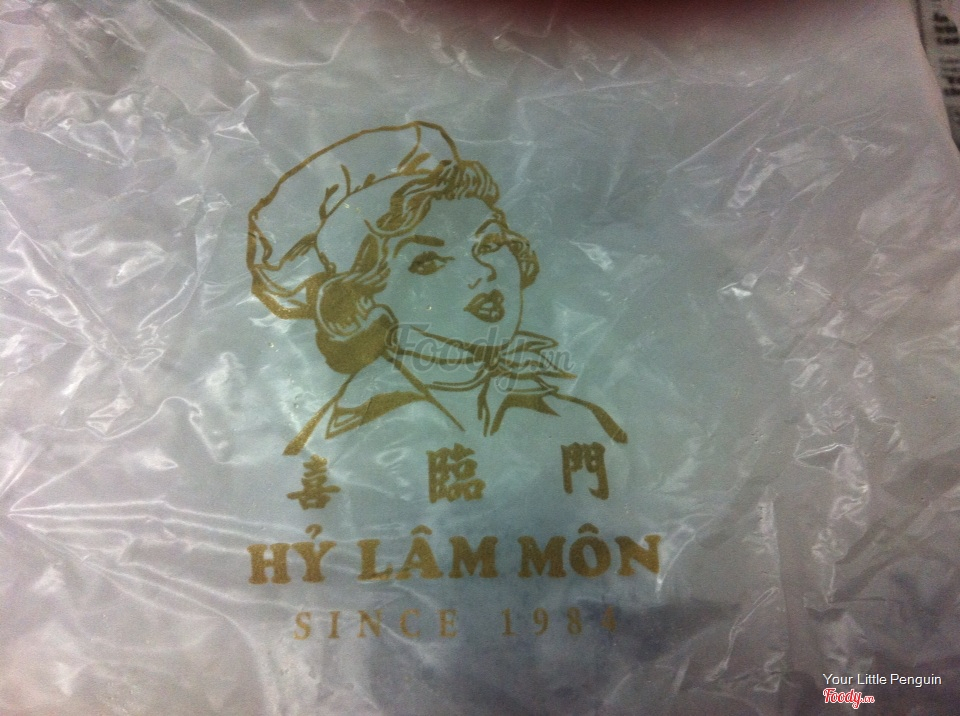 Foody.vn
喜 臨 門
HỶ LÂM MÔN
SINCE 1984
Your Little Penguin
Foody.vn